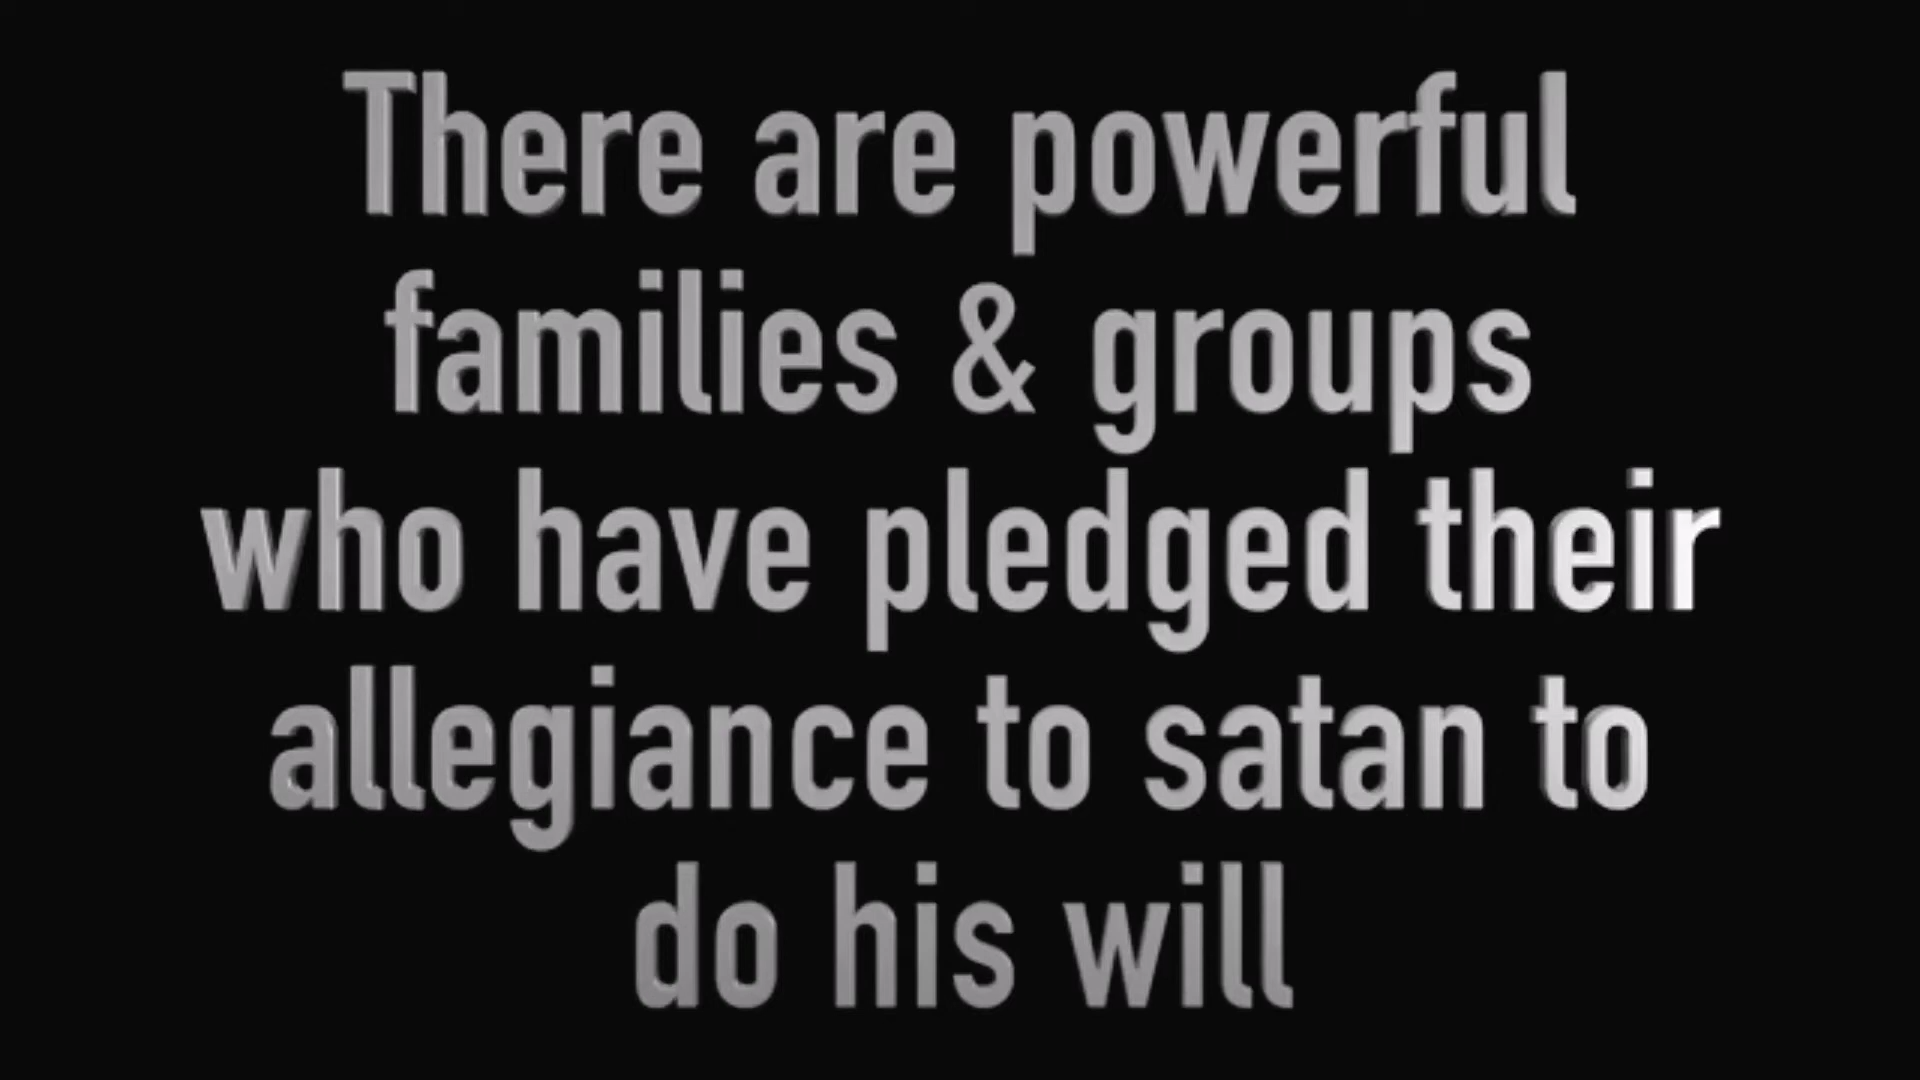 There are powerful
families & groups
who have pledged their
allegiance to satan to
do his will